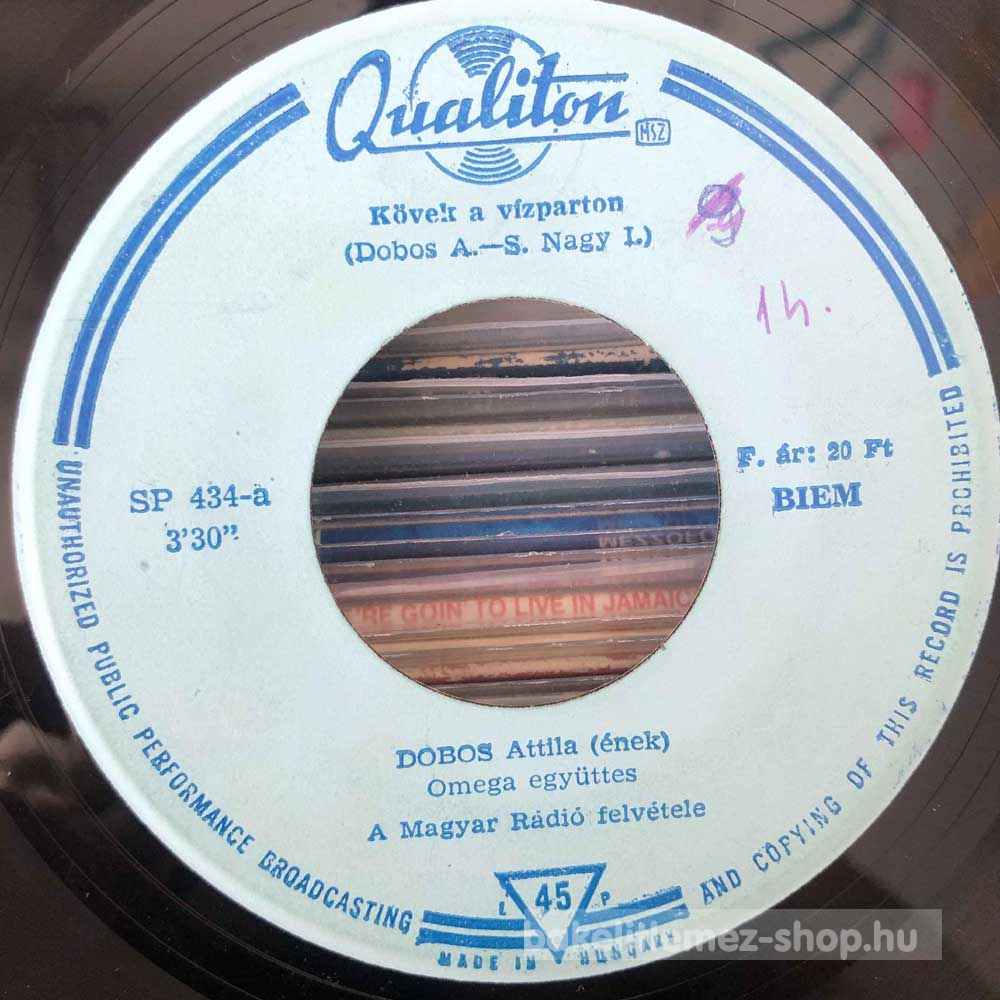 Qualiton
MSZ
Kövek a vízparton
(Dobos A.—S. Nagy I.)
1h.
F. ár: 20 Ft
BIEM
SP 434-a
3'30"
WESSOLO
'RE GOIN' TO LIVE IN JAMAIC
DOBOS Attila (ének)
Omega együttes
A Magyar Rádió felvétele
L 45 P
UNAUTHORIZED PUBLIC PERFORMANCE BROADCASTING AND COPYING OF THIS RECORD IS PROHIBITED
MADE IN HUNGARY
bakelitlemez-shop.hu